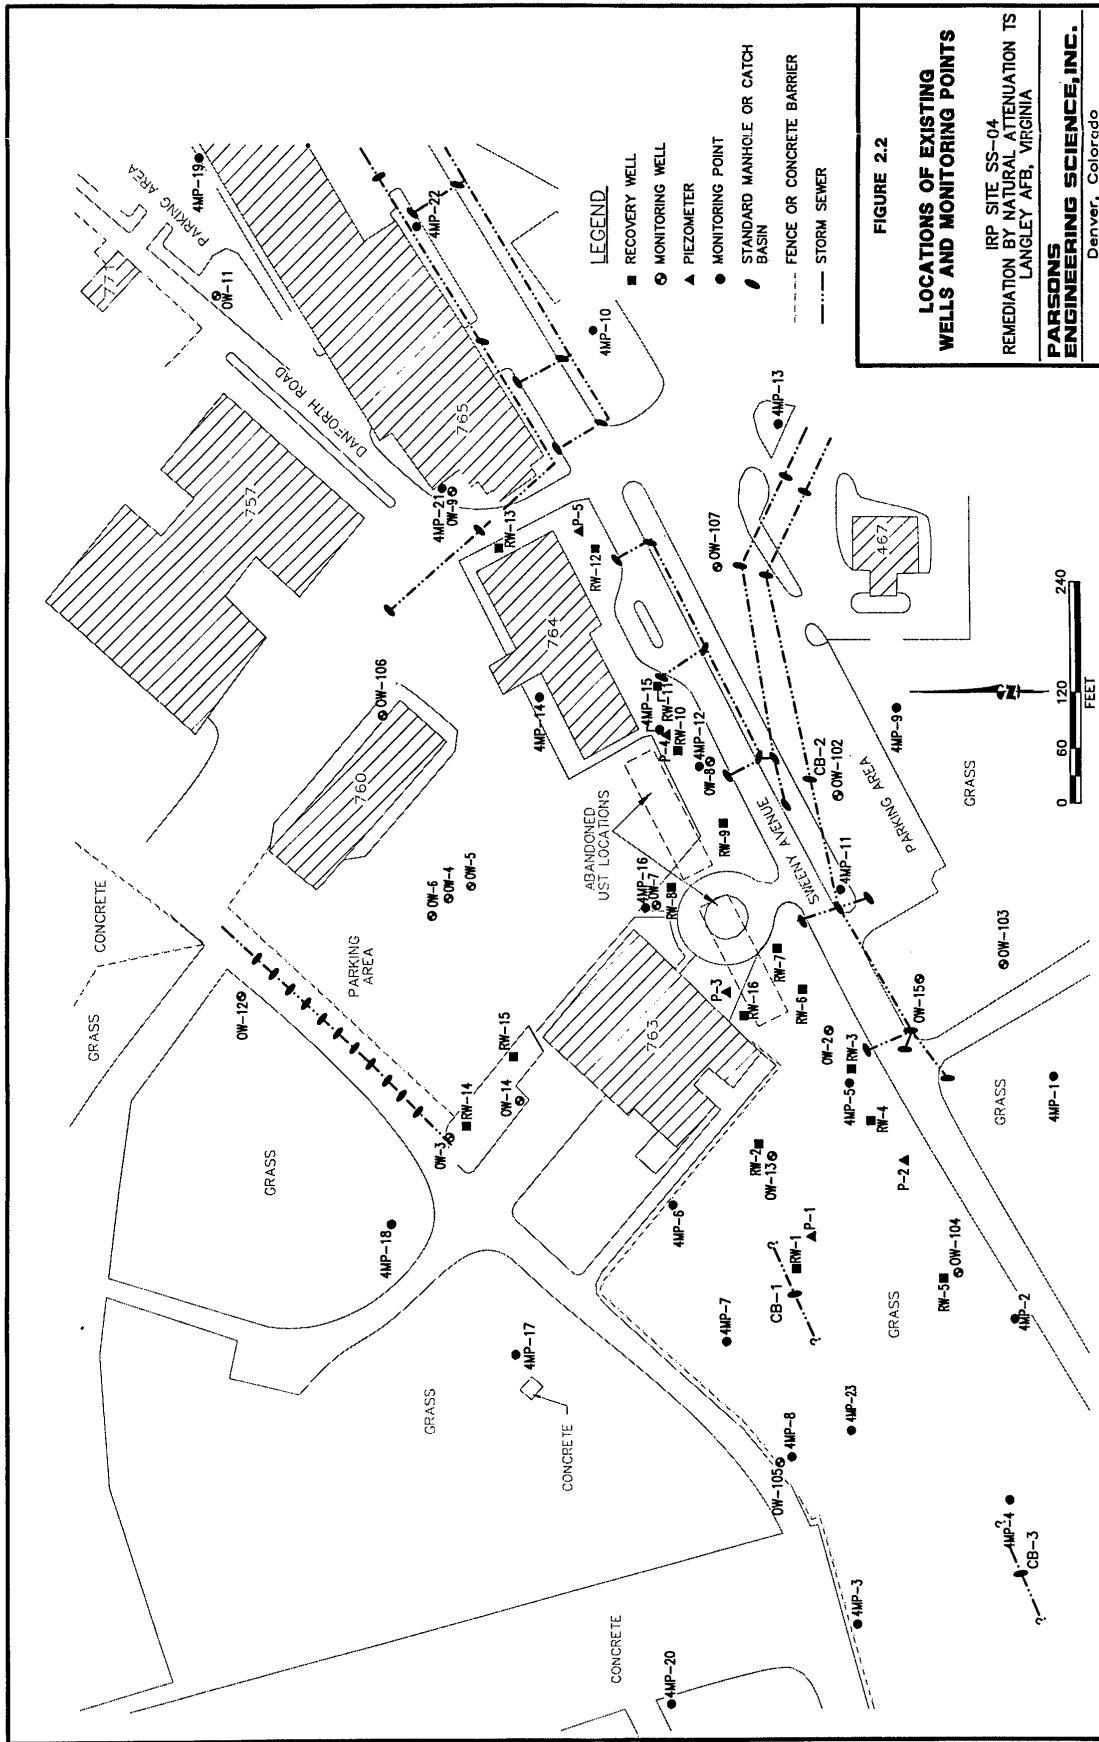 PARKING AREA
4MP-19
771
OW-11
DANFORTH ROAD
757
765
4MP-22
4MP-10
4MP-21
OW-9
RW-13
P-5
RW-12
764
4MP-14
4MP-13
OW-107
467
OW-106
760
4MP-15
RW-11
P-4
RW-10
4MP-12
OW-8
RW-9
ABANDONED
UST LOCATIONS
4MP-16
OW-7
RW-8
OW-6
OW-4
OW-5
CONCRETE
GRASS
PARKING
AREA
OW-12
SWEENY AVENUE
CB-2
OW-102
PARKING AREA
4MP-9
GRASS
4MP-11
OW-103
OW-15
P-3
RW-16
RW-7
RW-6
763
OW-2
RW-3
4MP-5
RW-4
RW-15
OW-14
RW-14
OW-3
GRASS
4MP-18
4MP-6
RW-2
OW-13
P-2
P-1
RW-1
CB-1
?
?
4MP-7
GRASS
4MP-1
RW-5
OW-104
4MP-2
GRASS
4MP-17
CONCRETE
GRASS
4MP-23
OW-105
4MP-8
4MP-3
4MP-4
?
CB-3
?
CONCRETE
4MP-20
LEGEND
RECOVERY WELL
MONITORING WELL
PIEZOMETER
MONITORING POINT
STANDARD MANHOLE OR CATCH
BASIN
FENCE OR CONCRETE BARRIER
STORM SEWER
N
0 60 120 240
FEET
FIGURE 2.2
LOCATIONS OF EXISTING
WELLS AND MONITORING POINTS
IRP SITE SS-04
REMEDIATION BY NATURAL ATTENUATION TS
LANGLEY AFB, VIRGINIA
PARSONS
ENGINEERING SCIENCE, INC.
Denver, Colorado